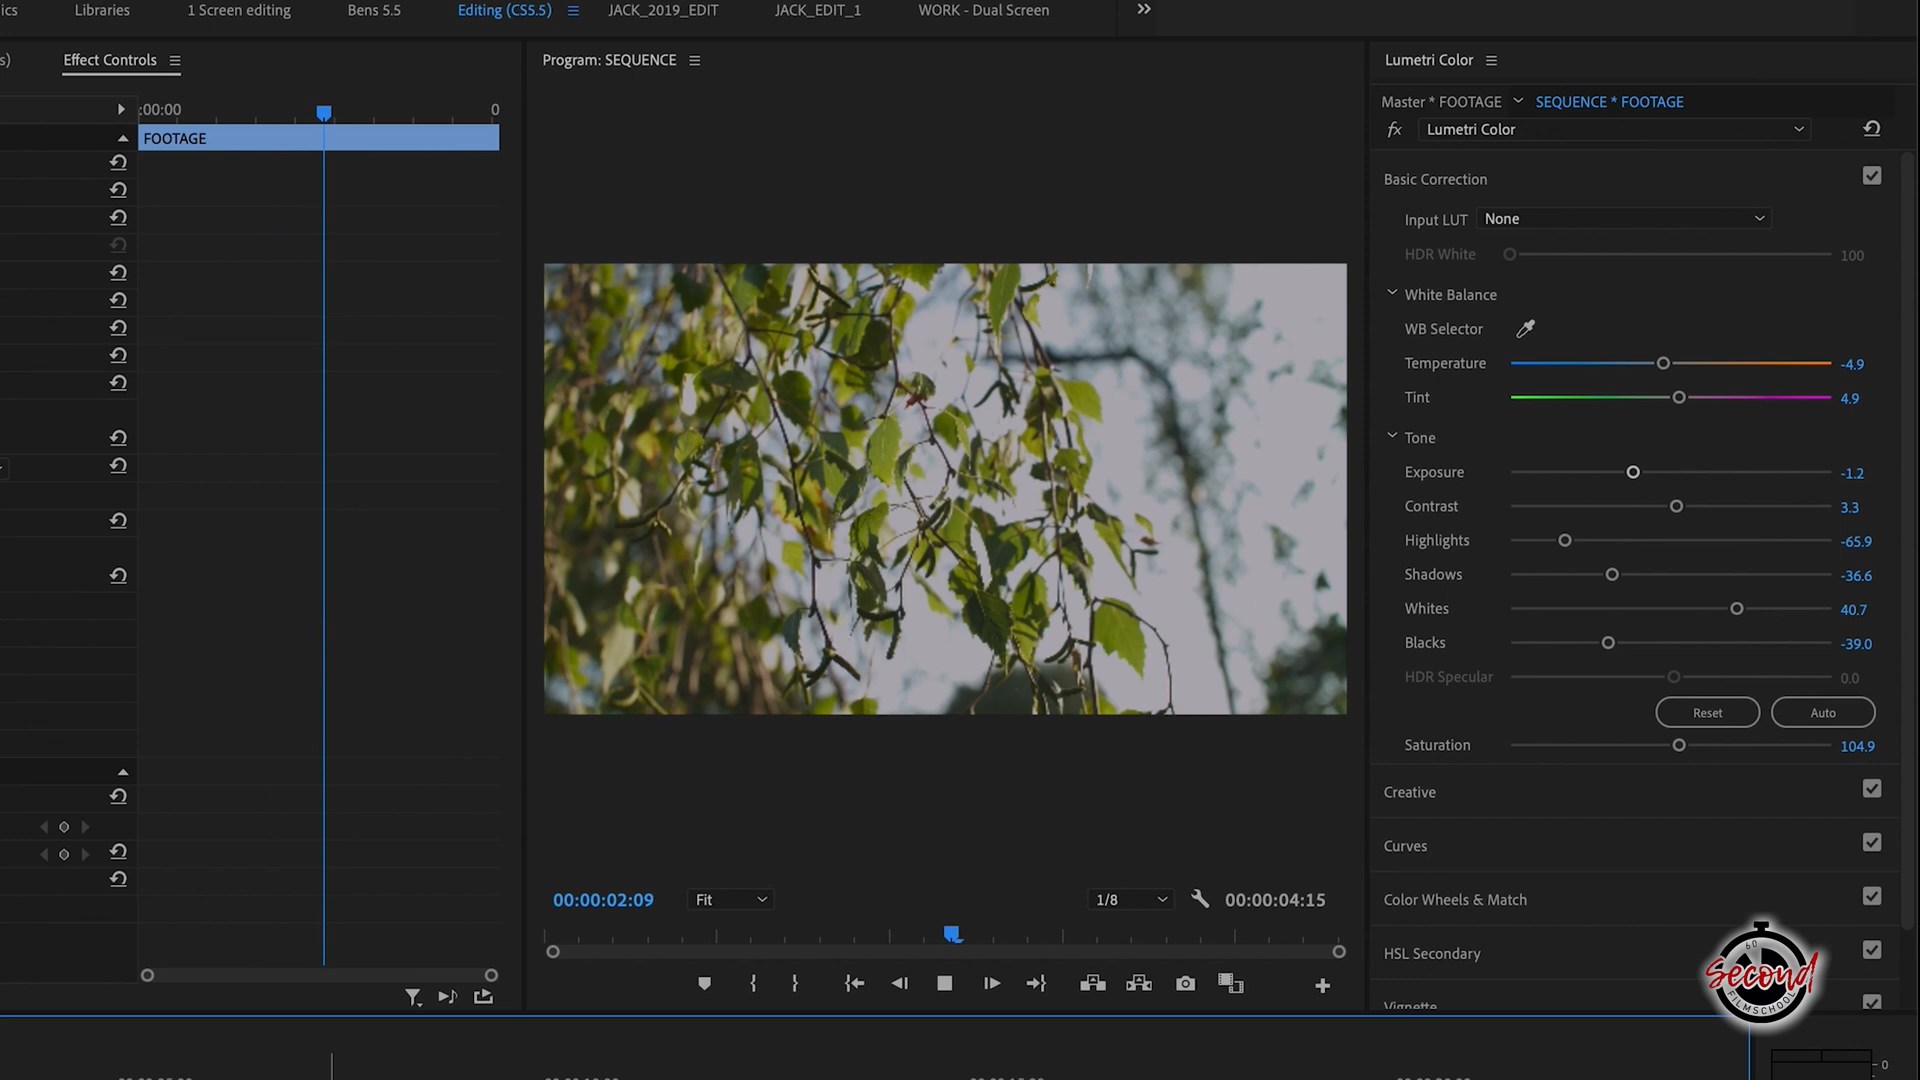 ics
Libraries
1 Screen editing
Bens 5.5
Editing (CS5.5)
JACK_2019_EDIT
JACK_EDIT_1
WORK - Dual Screen
s)
Effect Controls
Program: SEQUENCE
Lumetri Color
:00:00
0
FOOTAGE
Master * FOOTAGE
SEQUENCE * FOOTAGE
fx
Lumetri Color
Basic Correction
Input LUT
None
HDR White
100
White Balance
WB Selector
Temperature
-4.9
Tint
4.9
Tone
Exposure
-1.2
Contrast
3.3
Highlights
-65.9
Shadows
-36.6
Whites
40.7
Blacks
-39.0
HDR Specular
0.0
Reset
Auto
Saturation
104.9
Creative
Curves
Color Wheels & Match
HSL Secondary
Vignette
00:00:02:09
Fit
1/8
00:00:04:15
60
Second
FILMSCHOOL
0